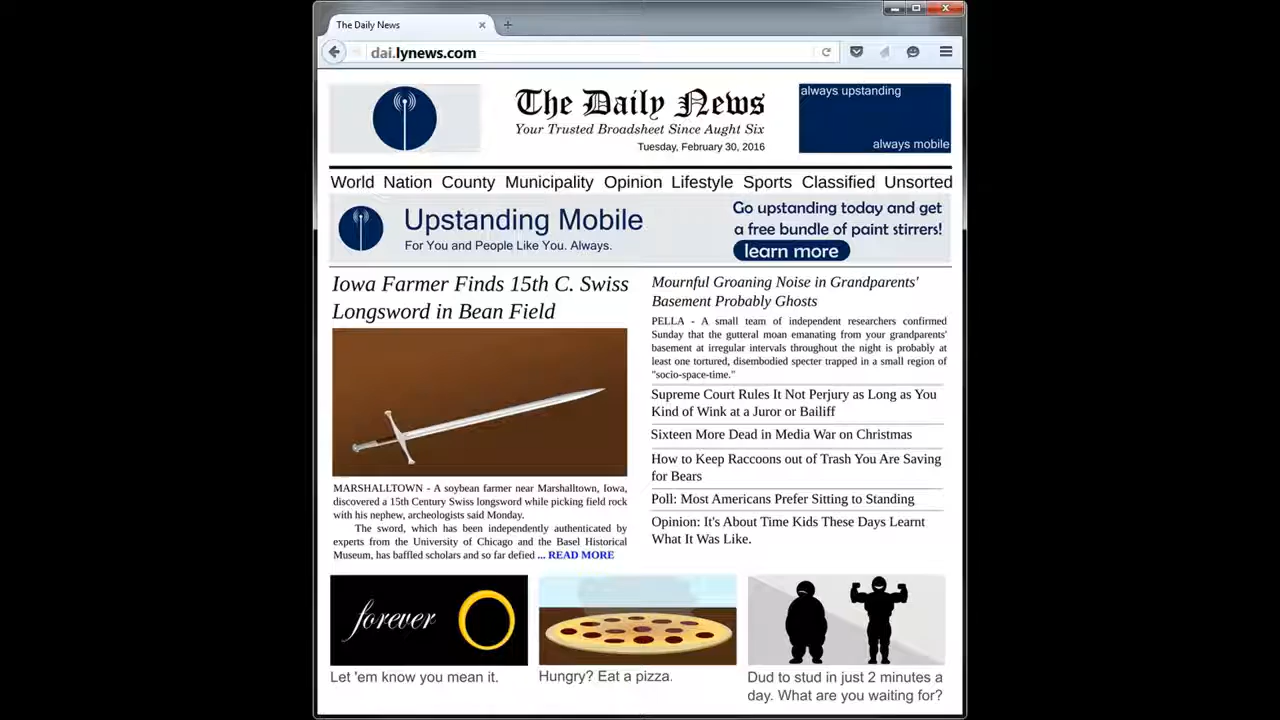 The Daily News
dai.lynews.com
The Daily News
Your Trusted Broadsheet Since Aught Six
Tuesday, February 30, 2016
always upstanding
always mobile
World Nation County Municipality Opinion Lifestyle Sports Classified Unsorted
Upstanding Mobile
For You and People Like You. Always.
Go upstanding today and get
a free bundle of paint stirrers!
learn more
Iowa Farmer Finds 15th C. Swiss
Longsword in Bean Field
MARSHALLTOWN - A soybean farmer near Marshalltown, Iowa,
discovered a 15th Century Swiss longsword while picking field rock
with his nephew, archeologists said Monday.
The sword, which has been independently authenticated by
experts from the University of Chicago and the Basel Historical
Museum, has baffled scholars and so far defied ... READ MORE
Mournful Groaning Noise in Grandparents'
Basement Probably Ghosts
PELLA - A small team of independent researchers confirmed
Sunday that the gutteral moan emanating from your grandparents'
basement at irregular intervals throughout the night is probably at
least one tortured, disembodied specter trapped in a small region of
"socio-space-time."
Supreme Court Rules It Not Perjury as Long as You
Kind of Wink at a Juror or Bailiff
Sixteen More Dead in Media War on Christmas
How to Keep Raccoons out of Trash You Are Saving
for Bears
Poll: Most Americans Prefer Sitting to Standing
Opinion: It's About Time Kids These Days Learnt
What It Was Like.
forever
Let 'em know you mean it.
Hungry? Eat a pizza.
Dud to stud in just 2 minutes a
day. What are you waiting for?